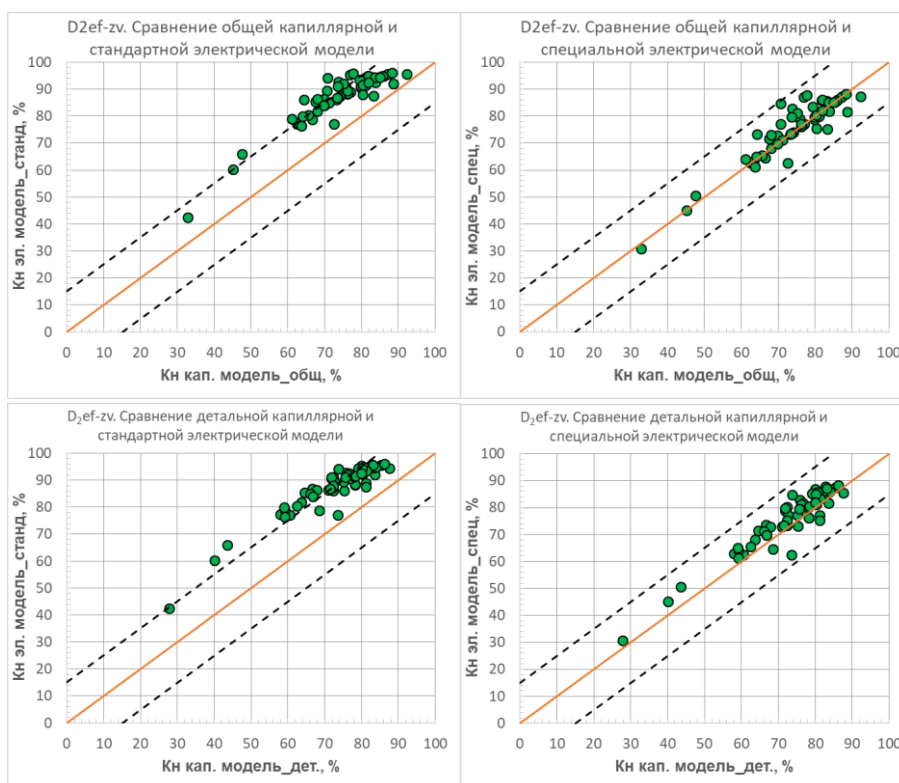 D2ef-zv. Сравнение общей капиллярной и
стандартной электрической модели
Кн эл. модель_станд, %
100
90
80
70
60
50
40
30
20
10
0
0 10 20 30 40 50 60 70 80 90 100
Кн кап. модель_общ, %
D2ef-zv. Сравнение общей капиллярной и
специальной электрической модели
Кн эл. модель_спец, %
100
90
80
70
60
50
40
30
20
10
0
0 10 20 30 40 50 60 70 80 90 100
Кн кап. модель_общ, %
D₂ef-zv. Сравнение детальной капиллярной и
стандартной электрической модели
Кн эл. модель_станд, %
100
90
80
70
60
50
40
30
20
10
0
0 10 20 30 40 50 60 70 80 90 100
Кн кап. модель_дет., %
D₂ef-zv. Сравнение детальной капиллярной и
специальной электрической модели
Кн эл. модель_спец, %
100
90
80
70
60
50
40
30
20
10
0
0 10 20 30 40 50 60 70 80 90 100
Кн кап. модель_дет., %